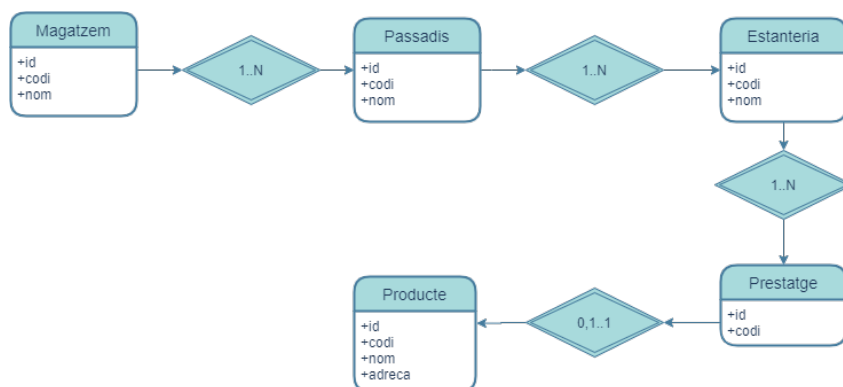 Magatzem
+id
+codi
+nom
1..N
Passadis
+id
+codi
+nom
1..N
Estanteria
+id
+codi
+nom
1..N
Prestatge
+id
+codi
0,1..1
Producte
+id
+codi
+nom
+adreca